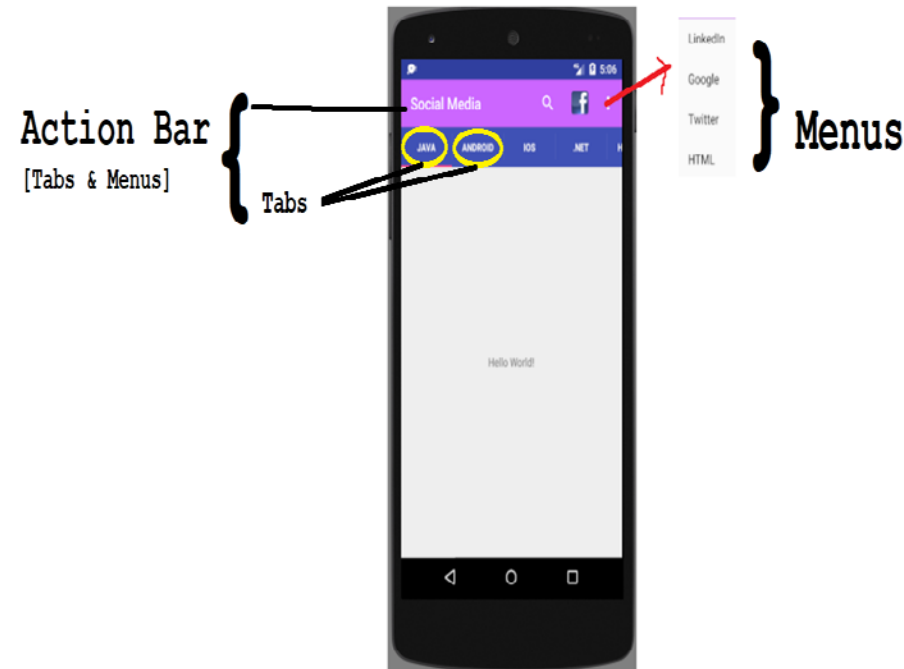 5:06
Social Media
f
JAVA ANDROID IOS .NET H
Hello World!
Action Bar
[Tabs & Menus]
Tabs
LinkedIn
Google
Twitter
HTML
Menus